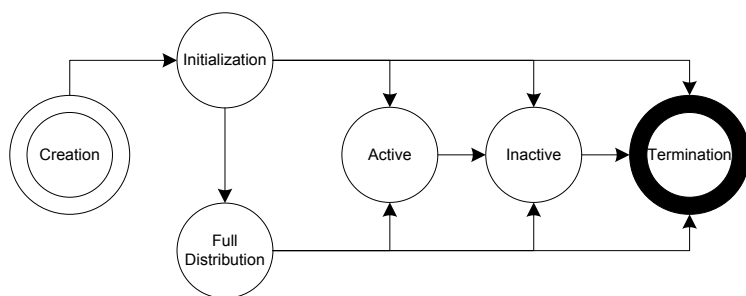 Initialization
Creation
Active
Inactive
Termination
Full
Distribution